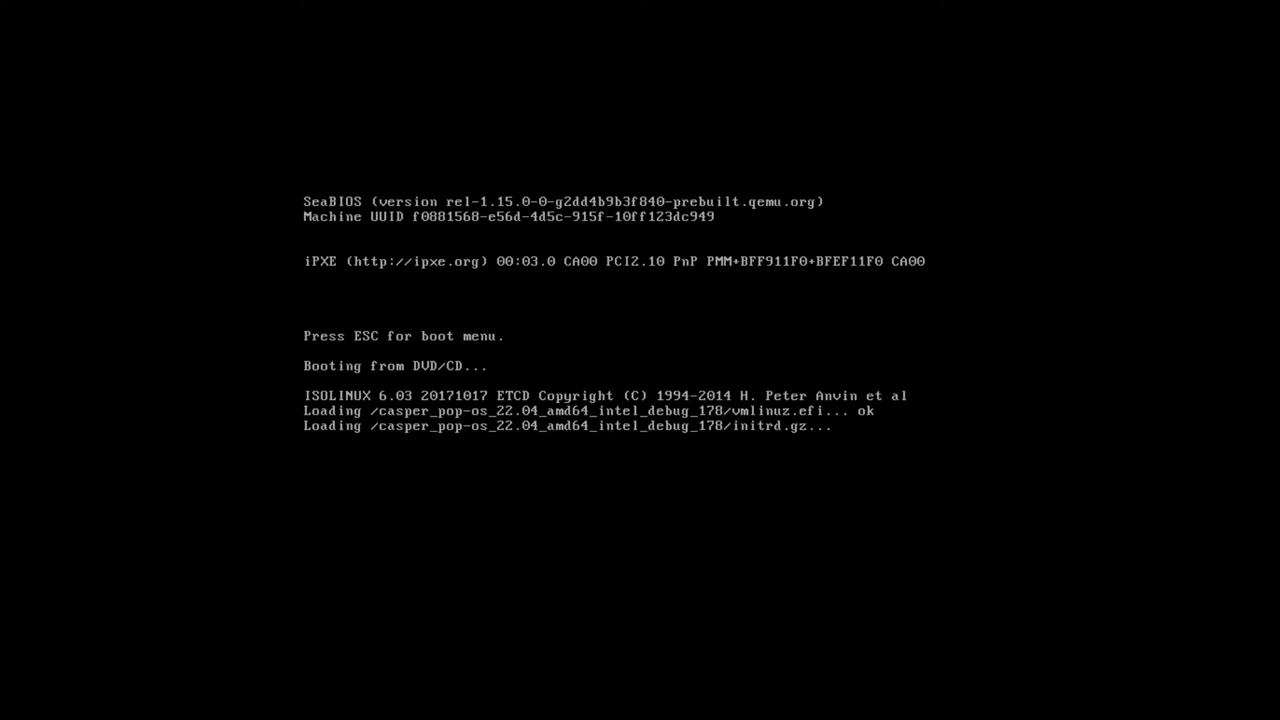 SeaBIOS (version rel-1.15.0-0-g2dd4b9b3f840-prebuilt.qemu.org)
Machine UUID f0881568-e56d-4d5c-915f-10ff123dc949
iPXE (http://ipxe.org) 00:03.0 CA00 PCI2.10 PnP PMM+BFF911F0+BFEF11F0 CA00
Press ESC for boot menu.
Booting from DVD/CD...
ISOLINUX 6.03 20171017 ETCD Copyright (C) 1994-2014 H. Peter Anvin et al
Loading /casper_pop-os_22.04_amd64_intel_debug_178/vmlinuz.efi... ok
Loading /casper_pop-os_22.04_amd64_intel_debug_178/initrd.gz...